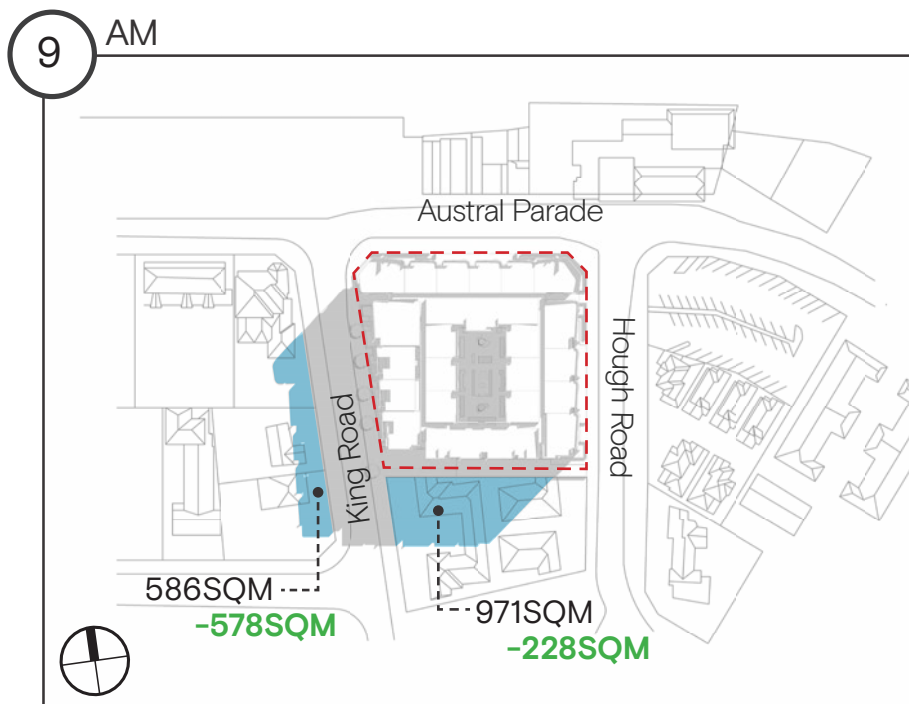 9
AM
Austral Parade
Hough Road
King Road
586SQM
-578SQM
971SQM
-228SQM